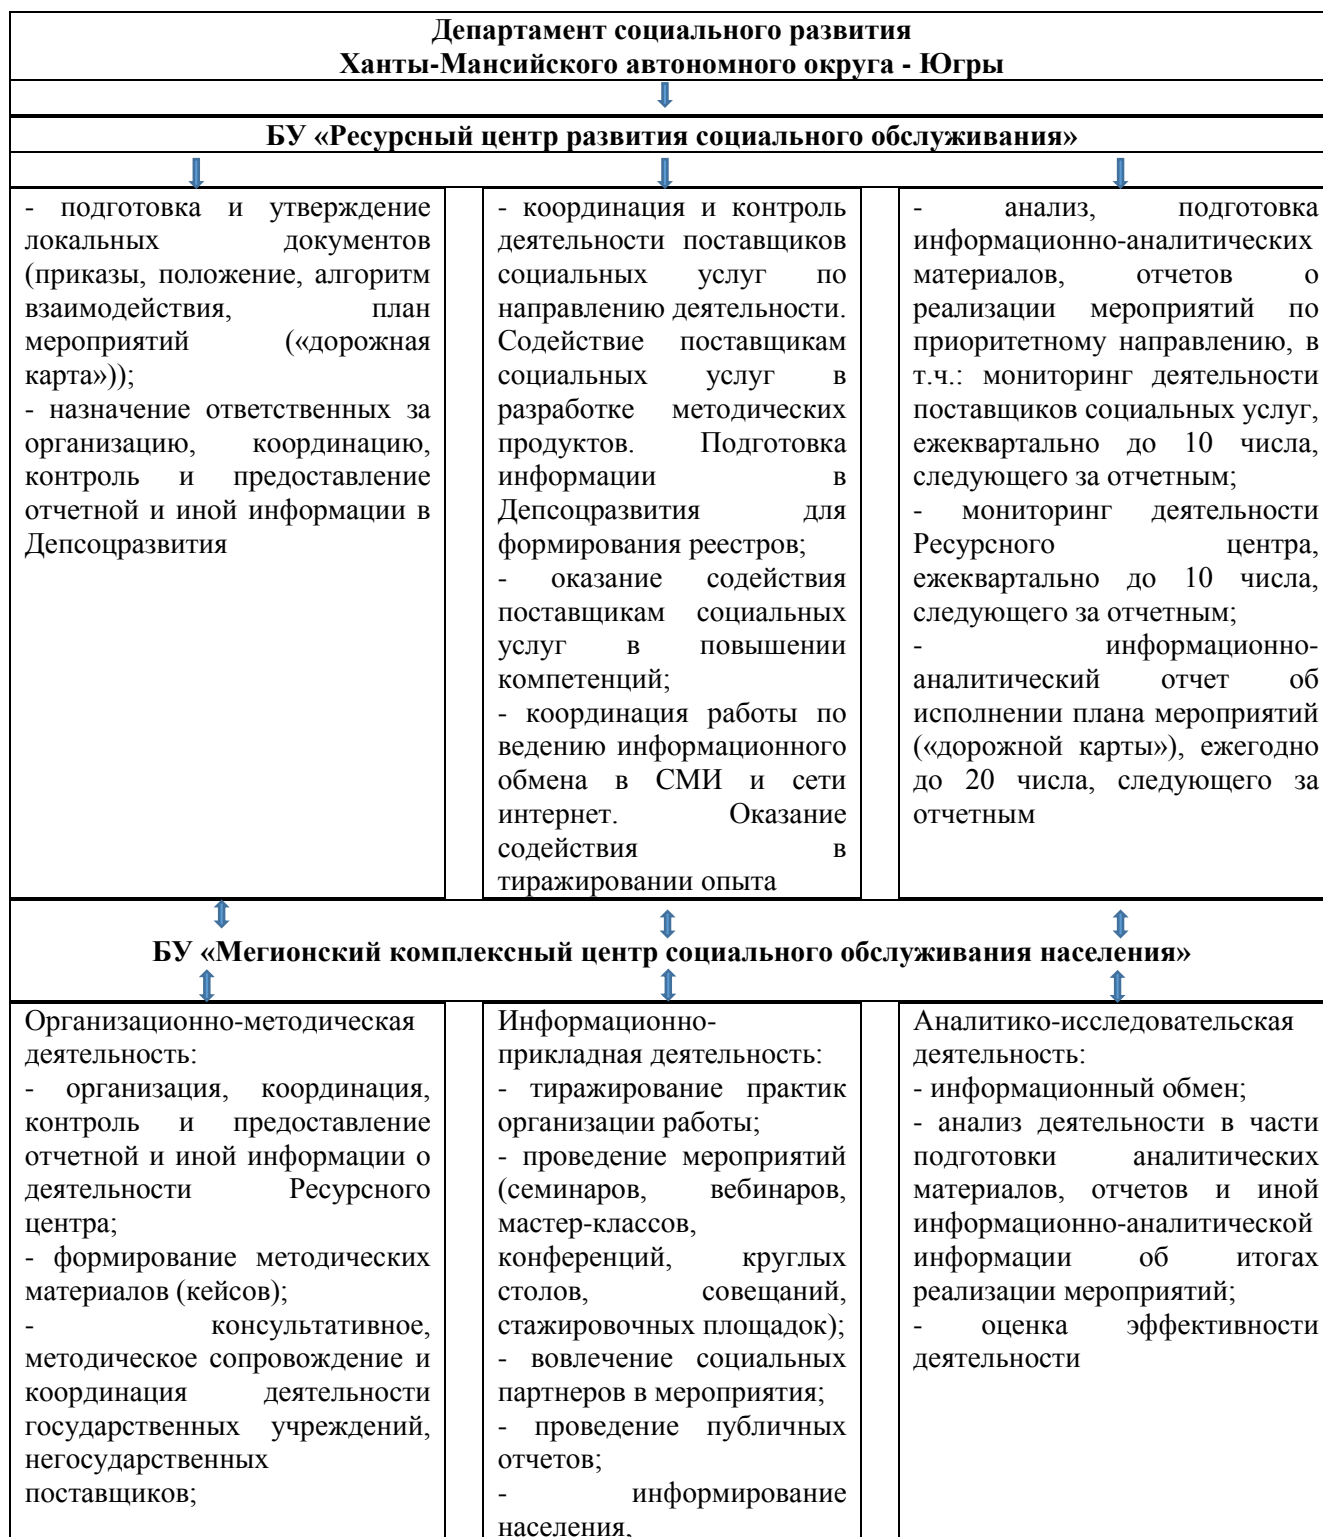 Департамент социального развития
Ханты-Мансийского автономного округа - Югры
БУ «Ресурсный центр развития социального обслуживания»
- подготовка и утверждение
локальных документов
(приказы, положение, алгоритм
взаимодействия, план
мероприятий («дорожная
карта»));
- назначение ответственных за
организацию, координацию,
контроль и предоставление
отчетной и иной информации в
Депсоцразвития
- координация и контроль
деятельности поставщиков
социальных услуг по
направлению деятельности.
Содействие поставщикам
социальных услуг в
разработке методических
продуктов. Подготовка
информации в
Депсоцразвития для
формирования реестров;
- оказание содействия
поставщикам социальных
услуг в повышении
компетенций;
- координация работы по
ведению информационного
обмена в СМИ и сети
интернет. Оказание
содействия в
тиражировании опыта
- анализ, подготовка
информационно-аналитических
материалов, отчетов о
реализации мероприятий по
приоритетному направлению, в
т.ч.: мониторинг деятельности
поставщиков социальных услуг,
ежеквартально до 10 числа,
следующего за отчетным;
- мониторинг деятельности
Ресурсного центра,
ежеквартально до 10 числа,
следующего за отчетным;
- информационно-
аналитический отчет об
исполнении плана мероприятий
(«дорожной карты»), ежегодно
до 20 числа, следующего за
отчетным
БУ «Мегионский комплексный центр социального обслуживания населения»
Организационно-методическая
деятельность:
- организация, координация,
контроль и предоставление
отчетной и иной информации о
деятельности Ресурсного
центра;
- формирование методических
материалов (кейсов);
- консультативное,
методическое сопровождение и
координация деятельности
государственных учреждений,
негосударственных
поставщиков;
Информационно-
прикладная деятельность:
- тиражирование практик
организации работы;
- проведение мероприятий
(семинаров, вебинаров,
мастер-классов,
конференций, круглых
столов, совещаний,
стажировочных площадок);
- вовлечение социальных
партнеров в мероприятия;
- проведение публичных
отчетов;
- информирование
населения,
Аналитико-исследовательская
деятельность:
- информационный обмен;
- анализ деятельности в части
подготовки аналитических
материалов, отчетов и иной
информационно-аналитической
информации об итогах
реализации мероприятий;
- оценка эффективности
деятельности